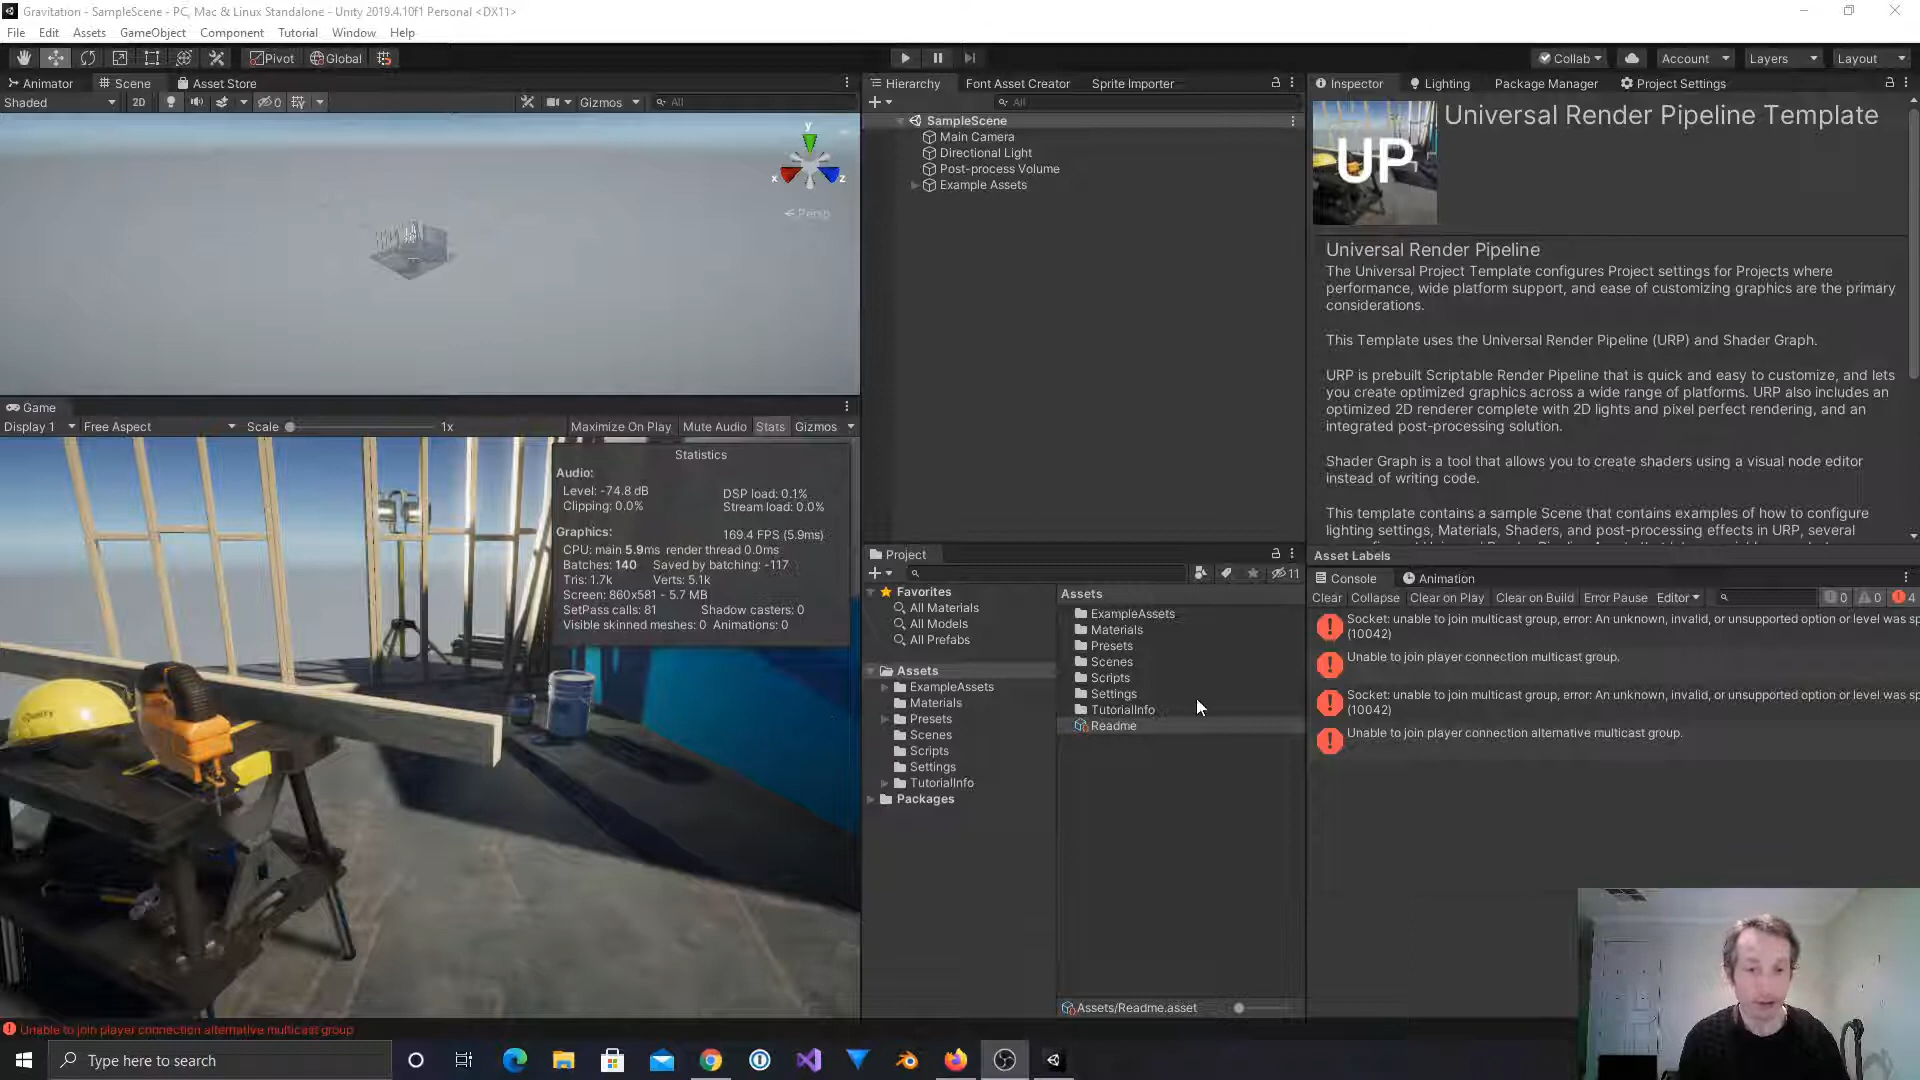 Gravitation - SampleScene - PC, Mac & Linux Standalone - Unity 2019.4.10f1 Personal <DX11>
File Edit Assets GameObject Component Tutorial Window Help
Pivot Global Collab Account Layers Layout
Animator Scene Asset Store
Shaded 2D 0 Gizmos All
y
x z
Persp
Hierarchy Font Asset Creator Sprite Importer
All
SampleScene
Main Camera
Directional Light
Post-process Volume
Example Assets
Inspector Lighting Package Manager Project Settings
UP
Universal Render Pipeline Template
Universal Render Pipeline
The Universal Project Template configures Project settings for Projects where
performance, wide platform support, and ease of customizing graphics are the primary
considerations.
This Template uses the Universal Render Pipeline (URP) and Shader Graph.
URP is prebuilt Scriptable Render Pipeline that is quick and easy to customize, and lets
you create optimized graphics across a wide range of platforms. URP also includes an
optimized 2D renderer complete with 2D lights and pixel perfect rendering, and an
integrated post-processing solution.
Shader Graph is a tool that allows you to create shaders using a visual node editor
instead of writing code.
This template contains a sample Scene that contains examples of how to configure
lighting settings, Materials, Shaders, and post-processing effects in URP, several
Asset Labels
Game
Display 1 Free Aspect Scale 1x Maximize On Play Mute Audio Stats Gizmos
Statistics
Audio:
Level: -74.8 dB DSP load: 0.1%
Clipping: 0.0% Stream load: 0.0%
Graphics: 169.4 FPS (5.9ms)
CPU: main 5.9ms render thread 0.0ms
Batches: 140 Saved by batching: -117
Tris: 1.7k Verts: 5.1k
Screen: 860x581 - 5.7 MB
SetPass calls: 81 Shadow casters: 0
Visible skinned meshes: 0 Animations: 0
unity
Project
11
Favorites
All Materials
All Models
All Prefabs
Assets
ExampleAssets
Materials
Presets
Scenes
Scripts
Settings
TutorialInfo
Packages
Assets
ExampleAssets
Materials
Presets
Scenes
Scripts
Settings
TutorialInfo
Readme
Assets/Readme.asset
Console Animation
Clear Collapse Clear on Play Clear on Build Error Pause Editor 0 0 4
Socket: unable to join multicast group, error: An unknown, invalid, or unsupported option or level was sp
(10042)
Unable to join player connection multicast group.
Socket: unable to join multicast group, error: An unknown, invalid, or unsupported option or level was sp
(10042)
Unable to join player connection alternative multicast group.
Unable to join player connection alternative multicast group
Type here to search